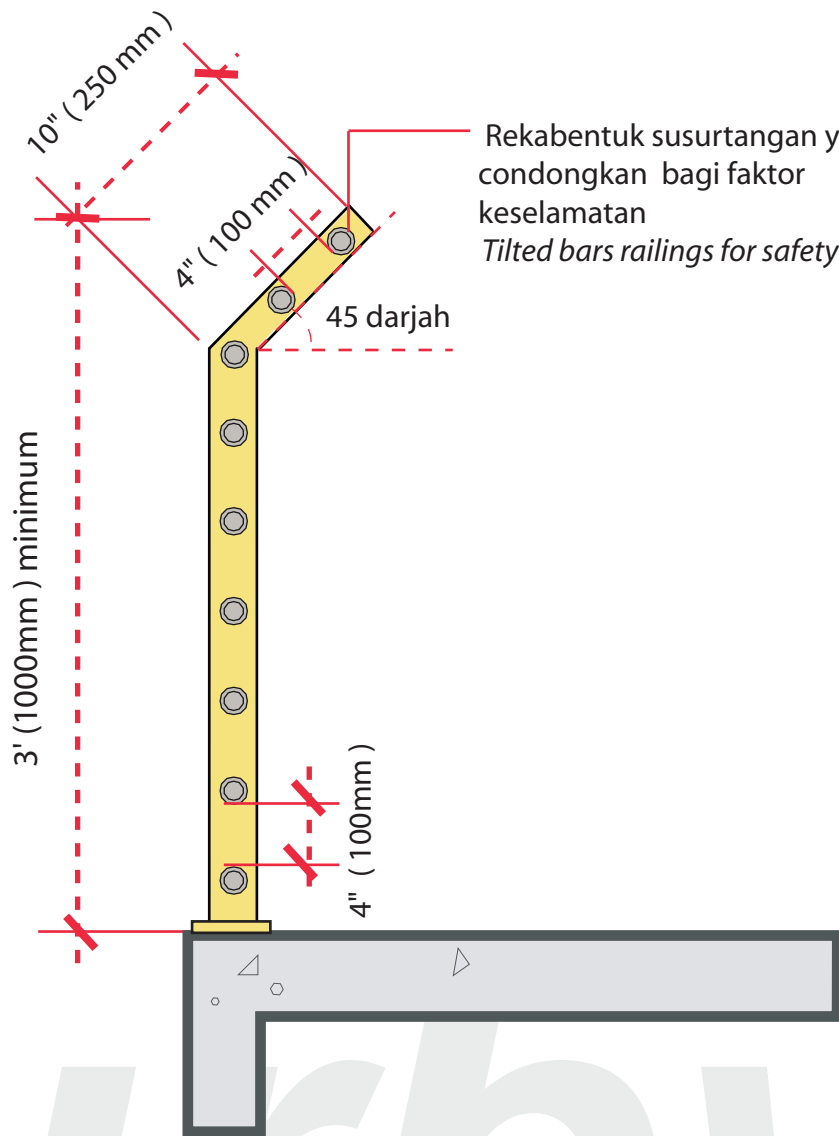 10" ( 250 mm )
4" ( 100 mm )
Rekabentuk susurtangan y
condongkan bagi faktor
keselamatan
Tilted bars railings for safety
45 darjah
3' (1000mm ) minimum
4" ( 100mm )